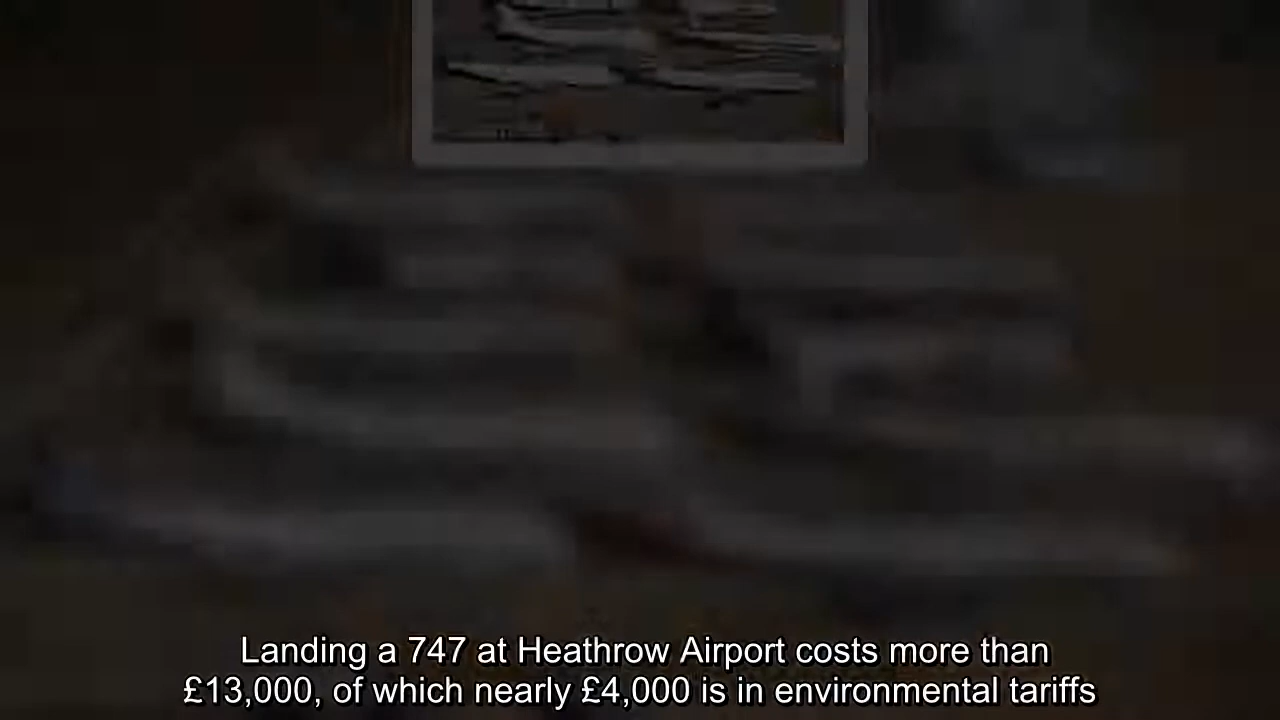 Landing a 747 at Heathrow Airport costs more than
£13,000, of which nearly £4,000 is in environmental tariffs